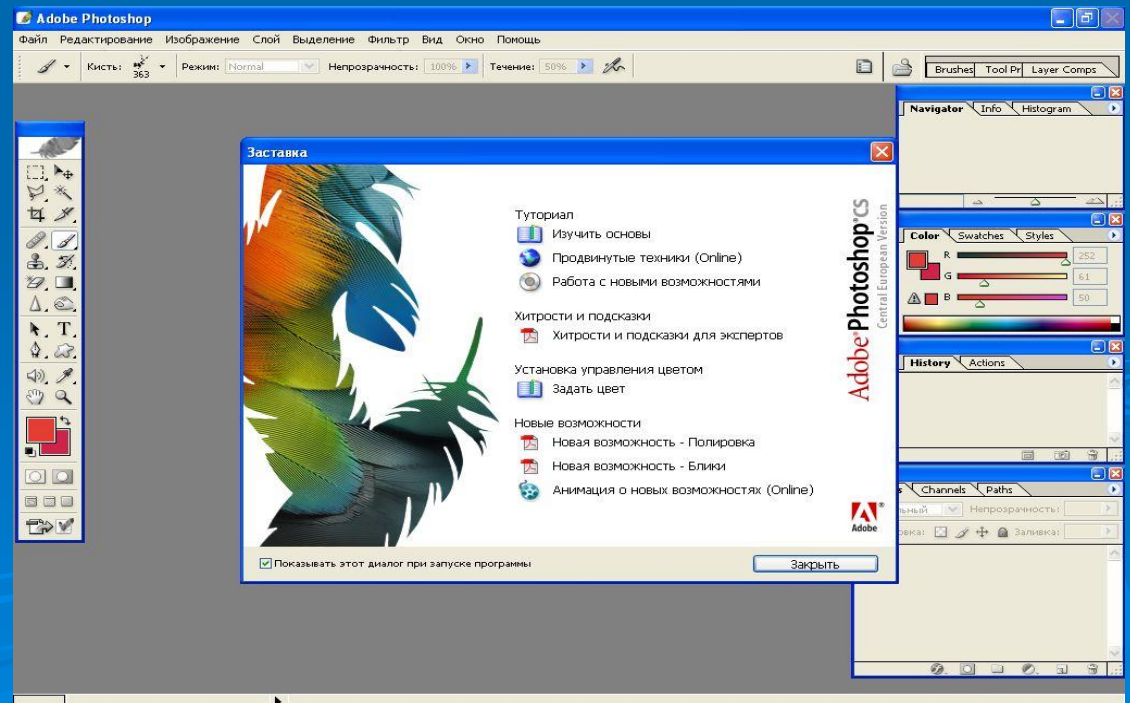 Adobe Photoshop
Файл Редактирование Изображение Слой Выделение Фильтр Вид Окно Помощь
Кисть: 363 Режим: Normal Непрозрачность: 100% Течение: 50%
Brushes Tool Pr Layer Comps
Navigator Info Histogram
Заставка
Туториал
Изучить основы
Продвинутые техники (Online)
Работа с новыми возможностями
Хитрости и подсказки
Хитрости и подсказки для экспертов
Установка управления цветом
Задать цвет
Новые возможности
Новая возможность - Полировка
Новая возможность - Блики
Анимация о новых возможностях (Online)
Adobe Photoshop CS
Central European Version
Adobe
Показывать этот диалог при запуске программы
Закрыть
Color Swatches Styles
R 252
G 61
B 50
History Actions
Channels Paths
Непрозрачность:
Заливка: